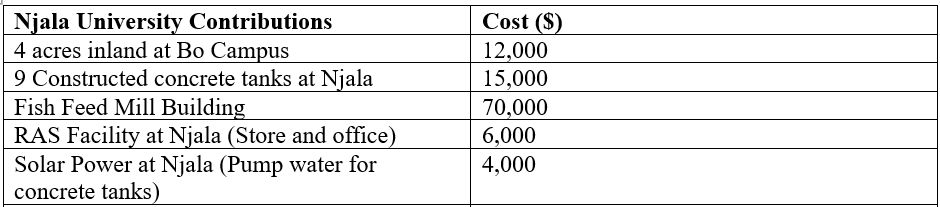 Njala University Contributions Cost ($)
4 acres inland at Bo Campus 12,000
9 Constructed concrete tanks at Njala 15,000
Fish Feed Mill Building 70,000
RAS Facility at Njala (Store and office) 6,000
Solar Power at Njala (Pump water for 4,000
concrete tanks)